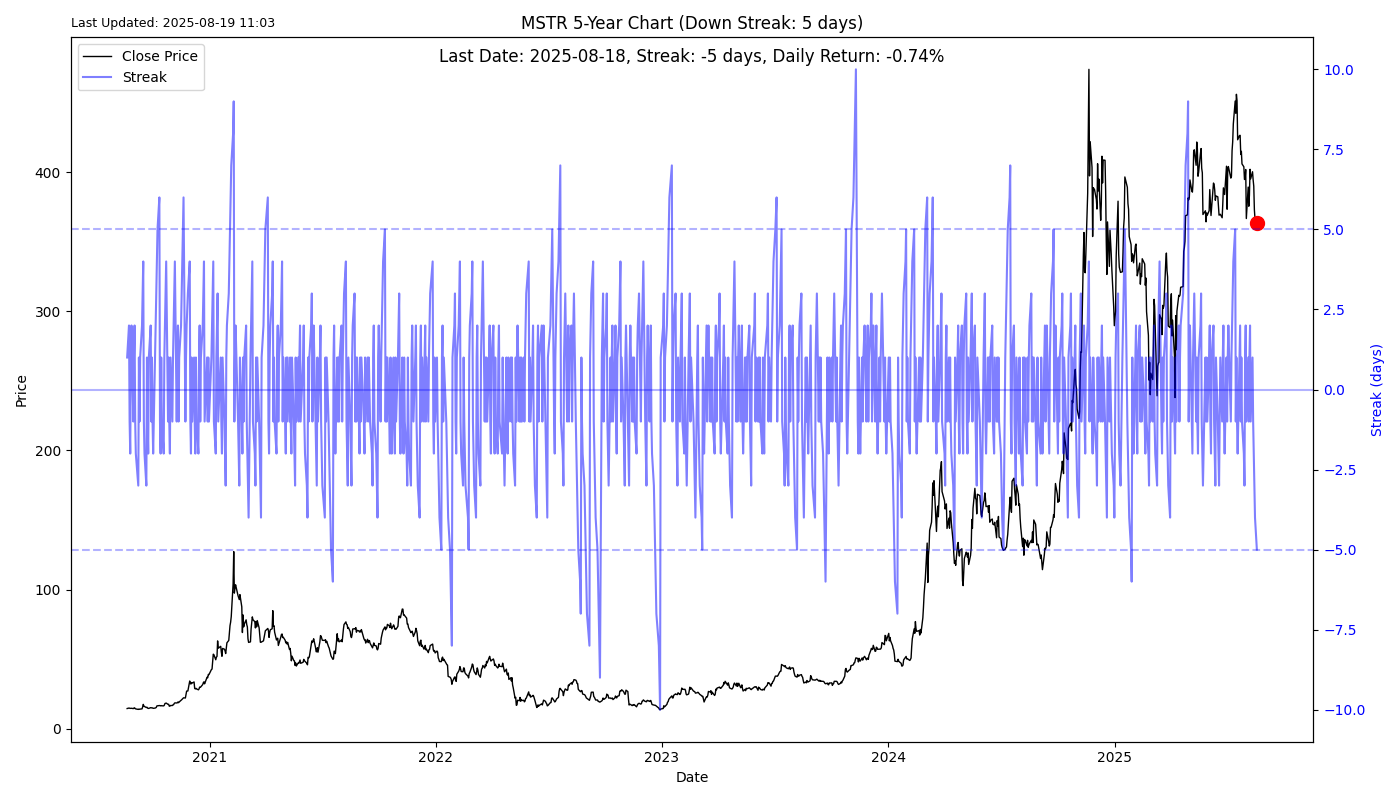 Last Updated: 2025-08-19 11:03
MSTR 5-Year Chart (Down Streak: 5 days)
Last Date: 2025-08-18, Streak: -5 days, Daily Return: -0.74%
Close Price
Streak
Price
400
300
200
100
0
10.0
7.5
5.0
2.5
0.0
−2.5
−5.0
−7.5
−10.0
Streak (days)
2021
2022
2023
2024
2025
Date